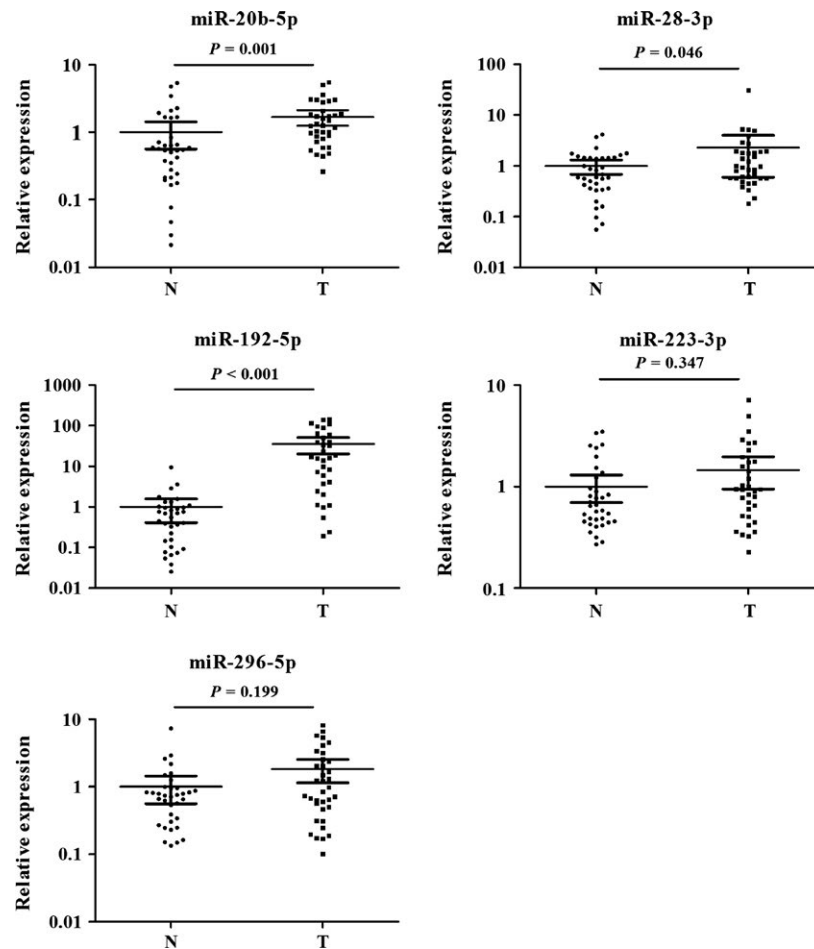 miR-20b-5p
P = 0.001
Relative expression
10
1
0.1
0.01
N
T
miR-28-3p
P = 0.046
Relative expression
100
10
1
0.1
0.01
N
T
miR-192-5p
P < 0.001
Relative expression
1000
100
10
1
0.1
0.01
N
T
miR-223-3p
P = 0.347
Relative expression
10
1
0.1
N
T
miR-296-5p
P = 0.199
Relative expression
10
1
0.1
0.01
N
T